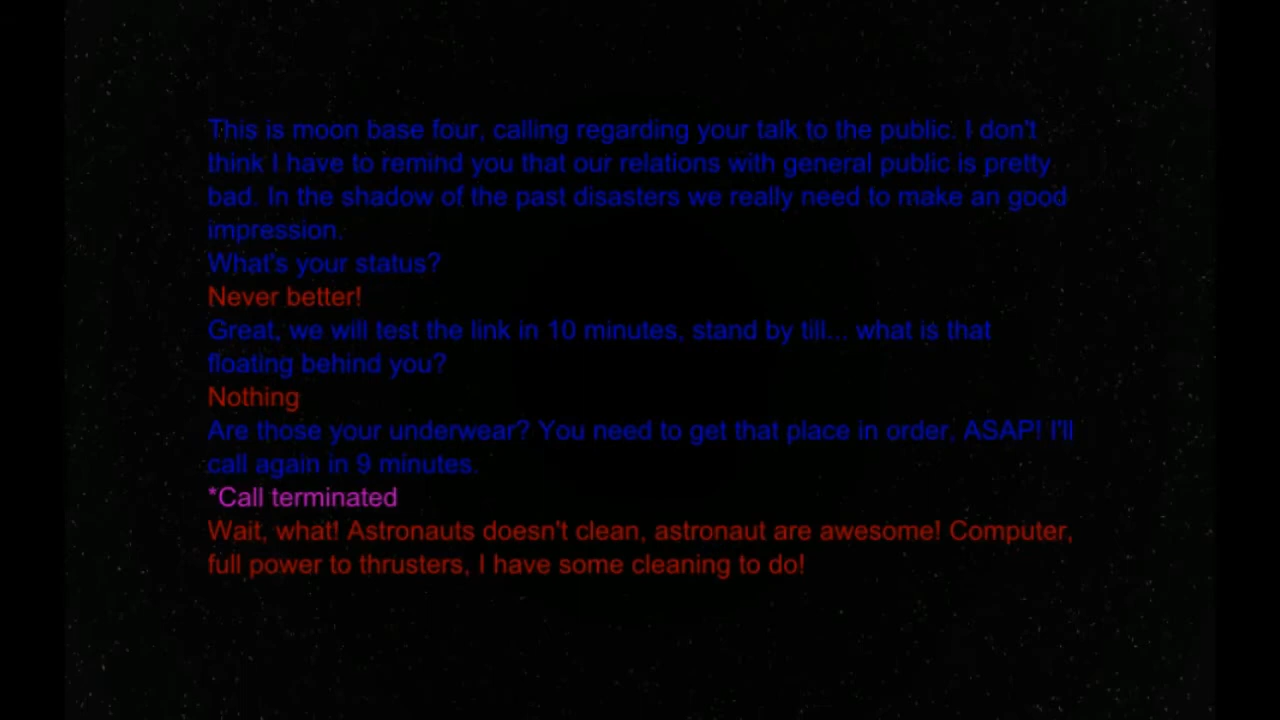 This is moon base four, calling regarding your talk to the public. I don't
think I have to remind you that our relations with general public is pretty
bad. In the shadow of the past disasters we really need to make an good
impression.
What's your status?
Never better!
Great, we will test the link in 10 minutes, stand by till... what is that
floating behind you?
Nothing
Are those your underwear? You need to get that place in order, ASAP! I'll
call again in 9 minutes.
*Call terminated
Wait, what! Astronauts doesn't clean, astronaut are awesome! Computer,
full power to thrusters, I have some cleaning to do!